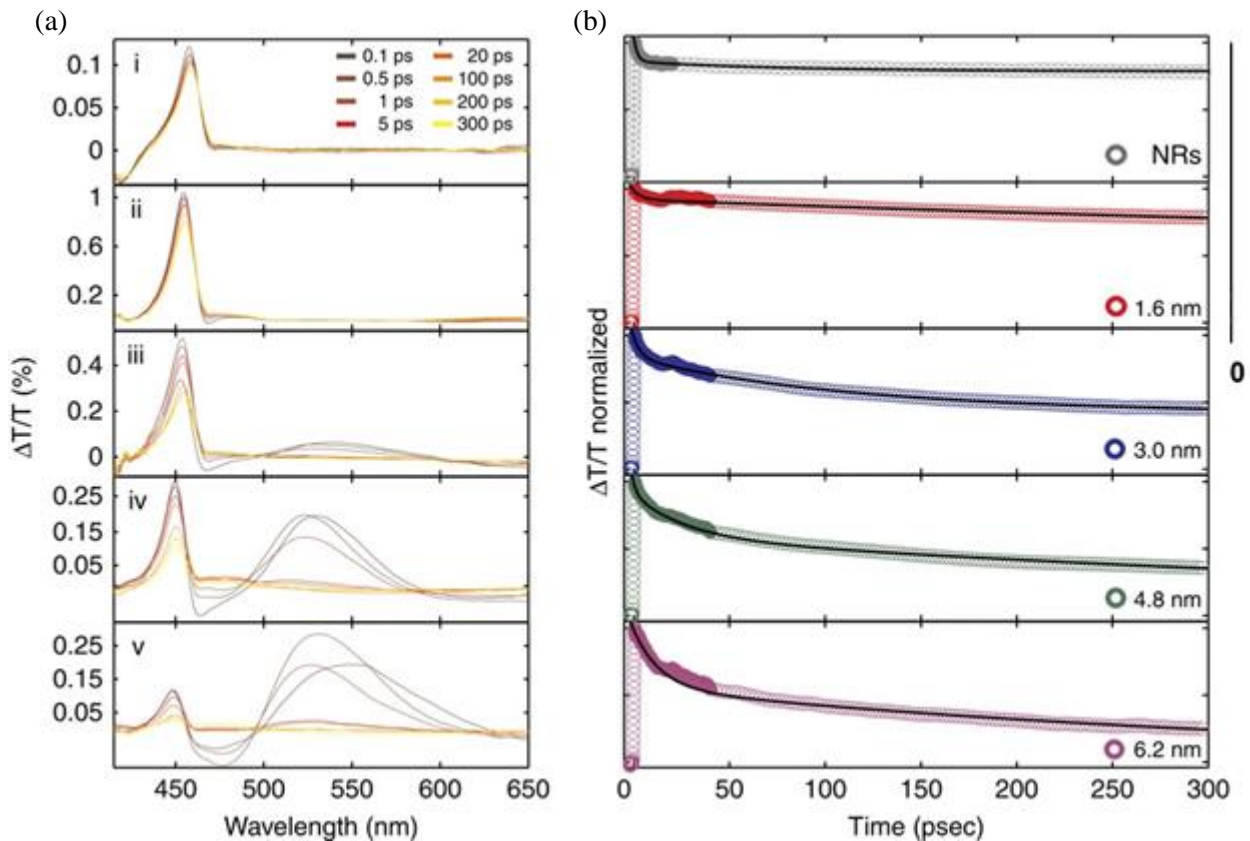 (a)
0.1
0.05
0
i
0.1 ps
0.5 ps
1 ps
5 ps
20 ps
100 ps
200 ps
300 ps
1
0.6
0.2
ii
0.4
0.2
0
iii
0.25
0.15
0.05
iv
0.25
0.15
0.05
v
ΔT/T (%)
450 500 550 600 650
Wavelength (nm)
(b)
NRs
1.6 nm
3.0 nm
4.8 nm
6.2 nm
ΔT/T normalized
0 50 100 150 200 250 300
Time (psec)
0